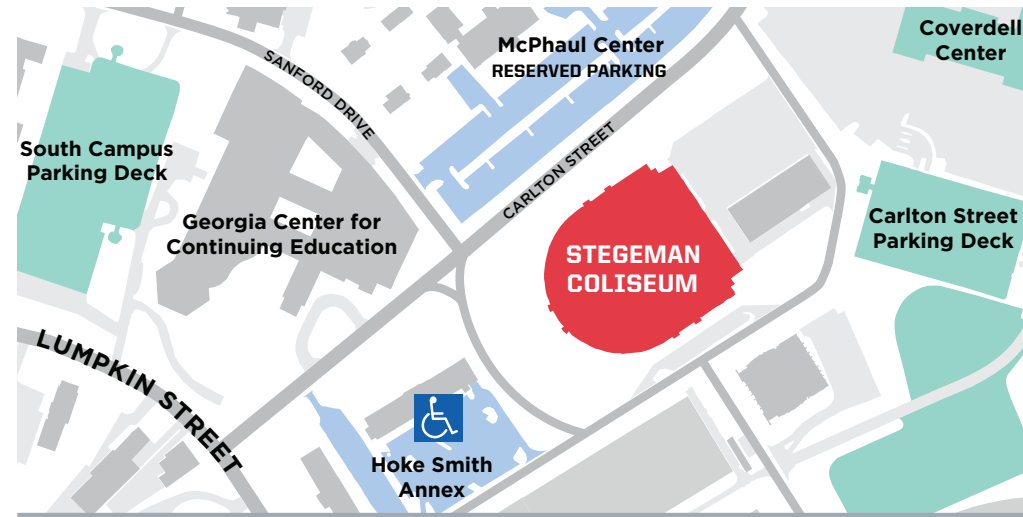 McPhaul Center
RESERVED PARKING
Coverdell
Center
SANFORD DRIVE
South Campus
Parking Deck
CARLTON STREET
Georgia Center for
Continuing Education
Carlton Street
Parking Deck
STEGEMAN
COLISEUM
LUMPKIN STREET
Hoke Smith
Annex